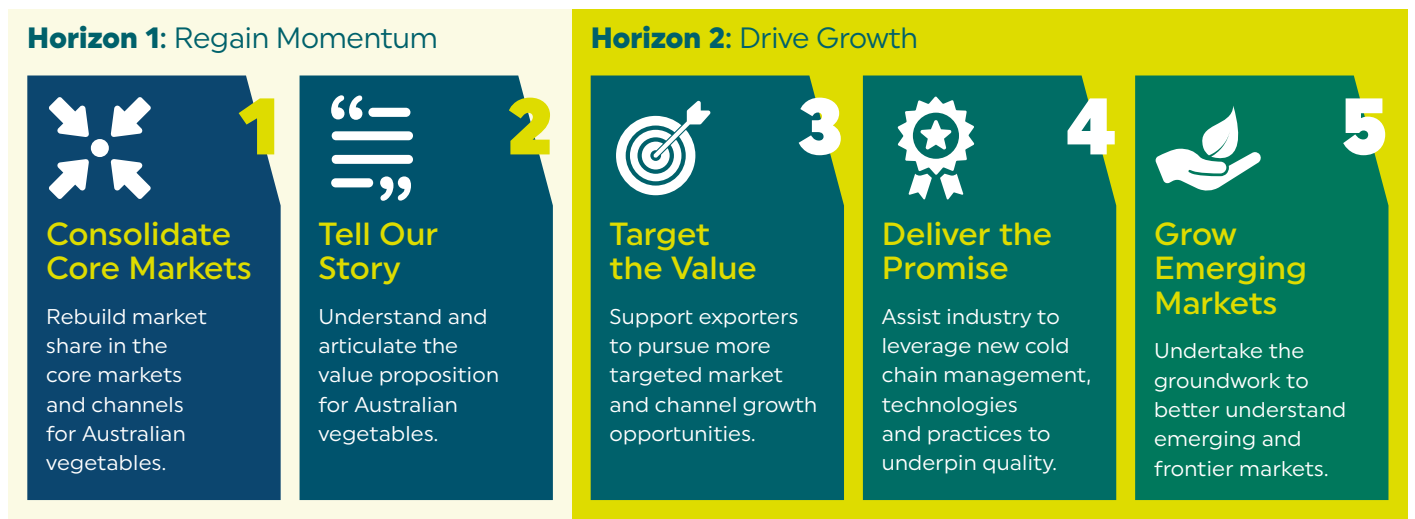 Horizon 1: Regain Momentum
1
Consolidate
Core Markets
Rebuild market
share in the
core markets
and channels
for Australian
vegetables.
2
Tell Our
Story
Understand and
articulate the
value proposition
for Australian
vegetables.
Horizon 2: Drive Growth
3
Target
the Value
Support exporters
to pursue more
targeted market
and channel growth
opportunities.
4
Deliver the
Promise
Assist industry to
leverage new cold
chain management,
technologies
and practices to
underpin quality.
5
Grow
Emerging
Markets
Undertake the
groundwork to
better understand
emerging and
frontier markets.